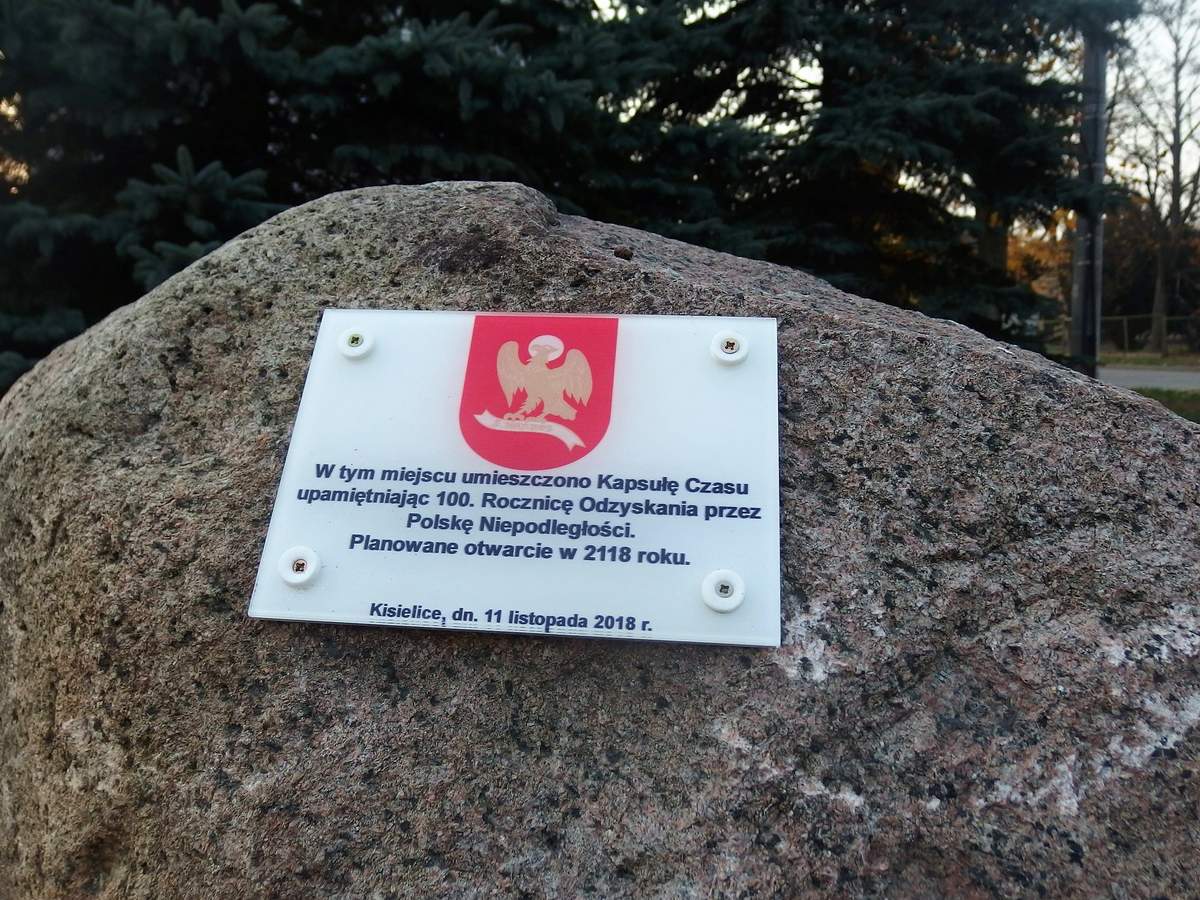 W tym miejscu umieszczono Kapsułę Czasu
upamiętniając 100. Rocznicę Odzyskania przez
Polskę Niepodległości.
Planowane otwarcie w 2118 roku.
Kisielice, dn. 11 listopada 2018 r.